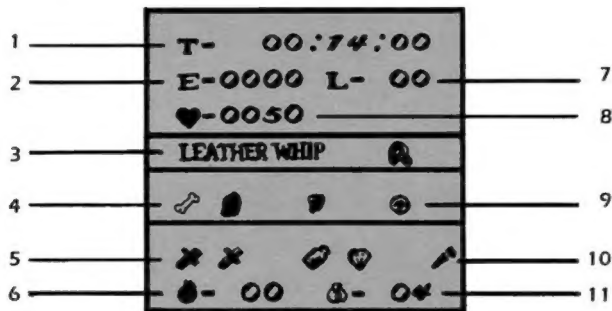 1 T- 00:14:00
2 E-0000 L- 00 7
♥-0050 8
3 LEATHER WHIP
4 9
5 10
6 - 00 - 04 11